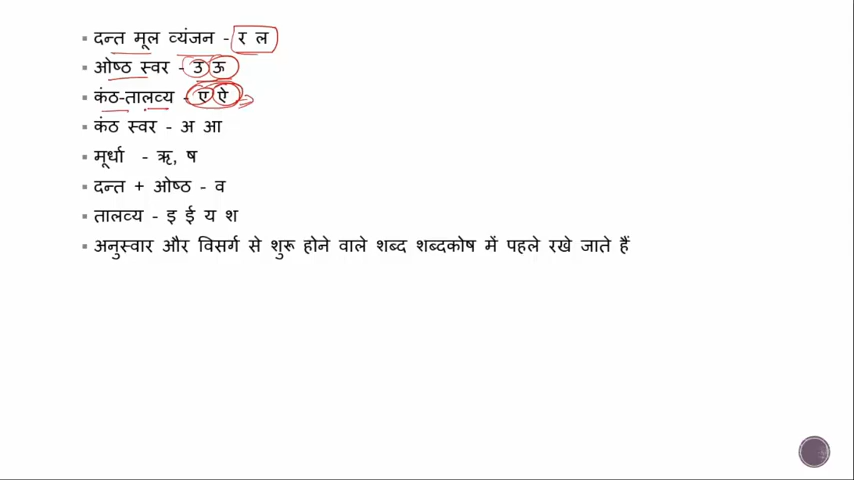 दन्त मूल व्यंजन - र ल
ओष्ठ स्वर - उ ऊ
कंठ-तालव्य - ए ऐ
कंठ स्वर - अ आ
मूर्धा - ऋ, ष
दन्त + ओष्ठ - व
तालव्य - इ ई य श
अनुस्वार और विसर्ग से शुरू होने वाले शब्द शब्दकोष में पहले रखे जाते हैं